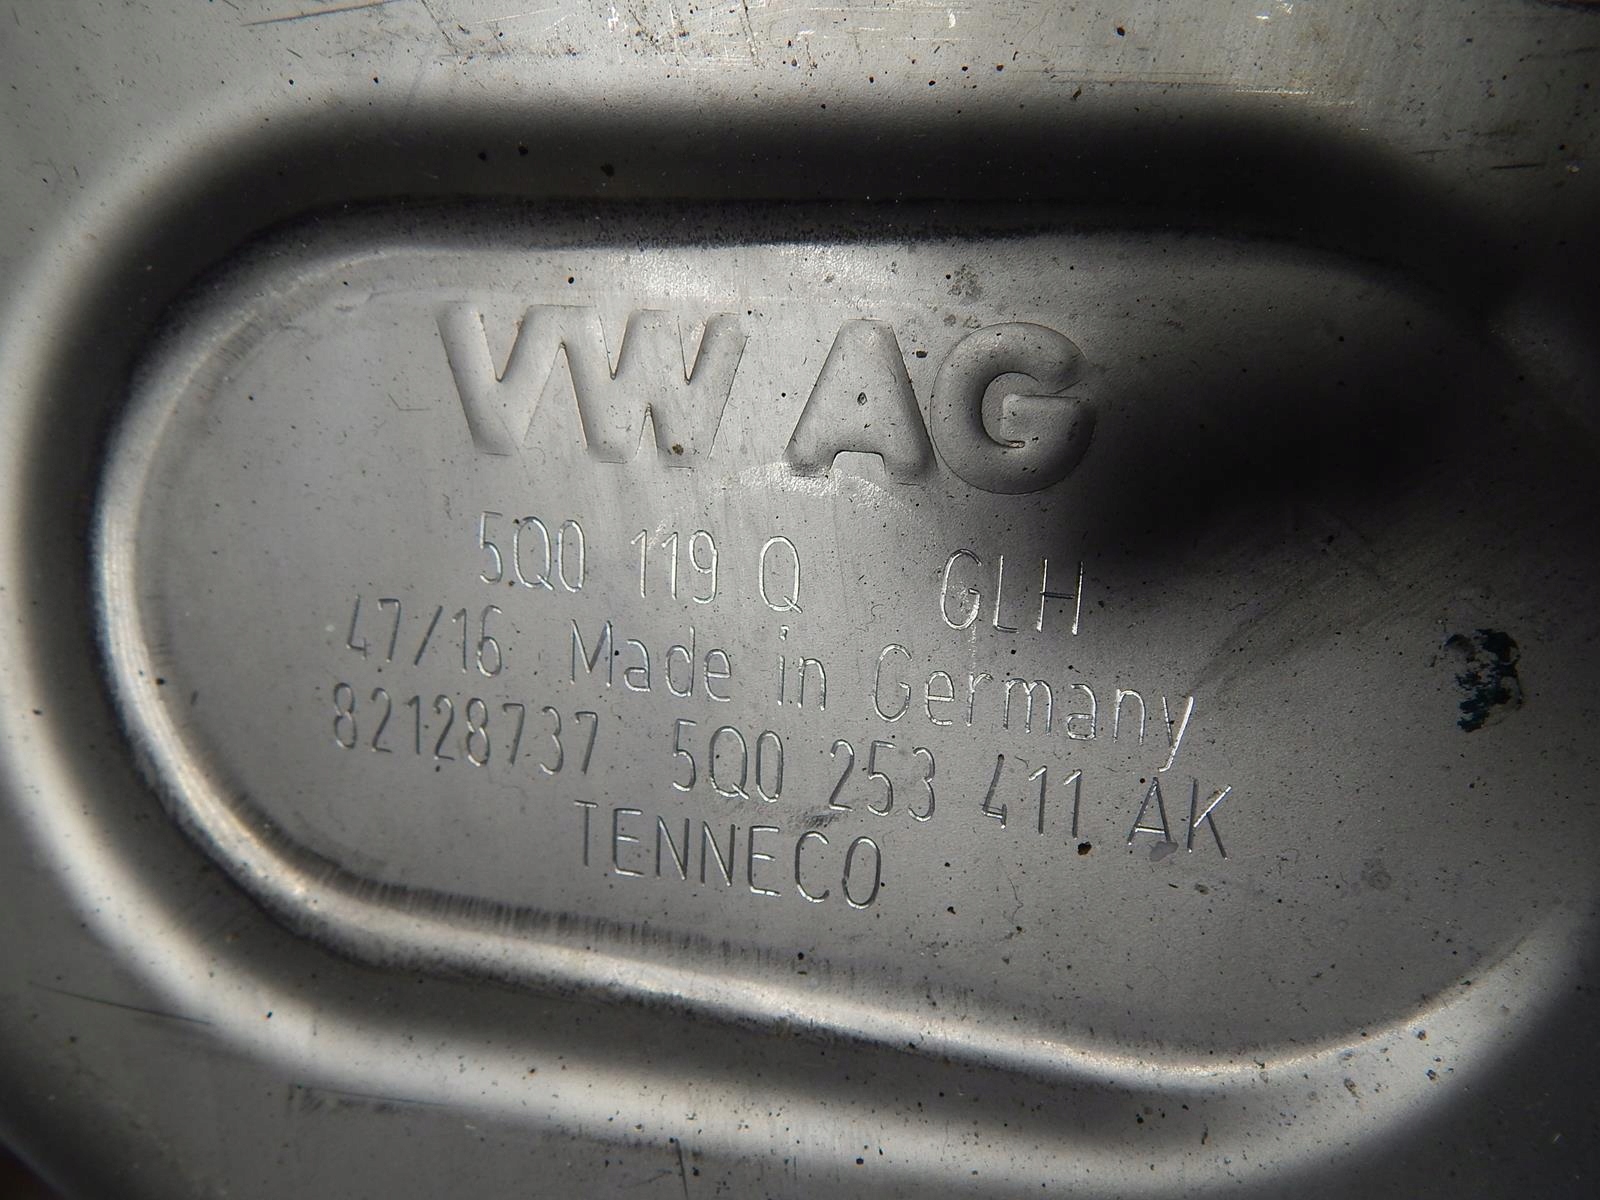 VW AG
5Q0 119 Q GLH
47/16 Made in Germany
82128737 5Q0 253 411 AK
TENNECO